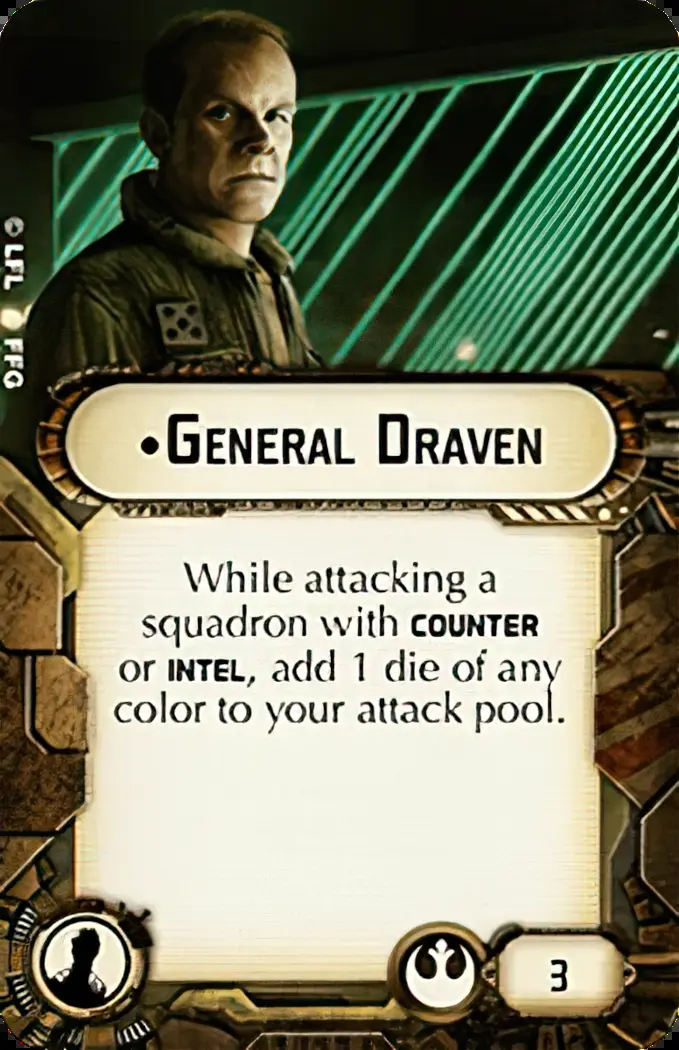 LFL FFG
•GENERAL DRAVEN
While attacking a
squadron with COUNTER
or INTEL, add 1 die of any
color to your attack pool.
3